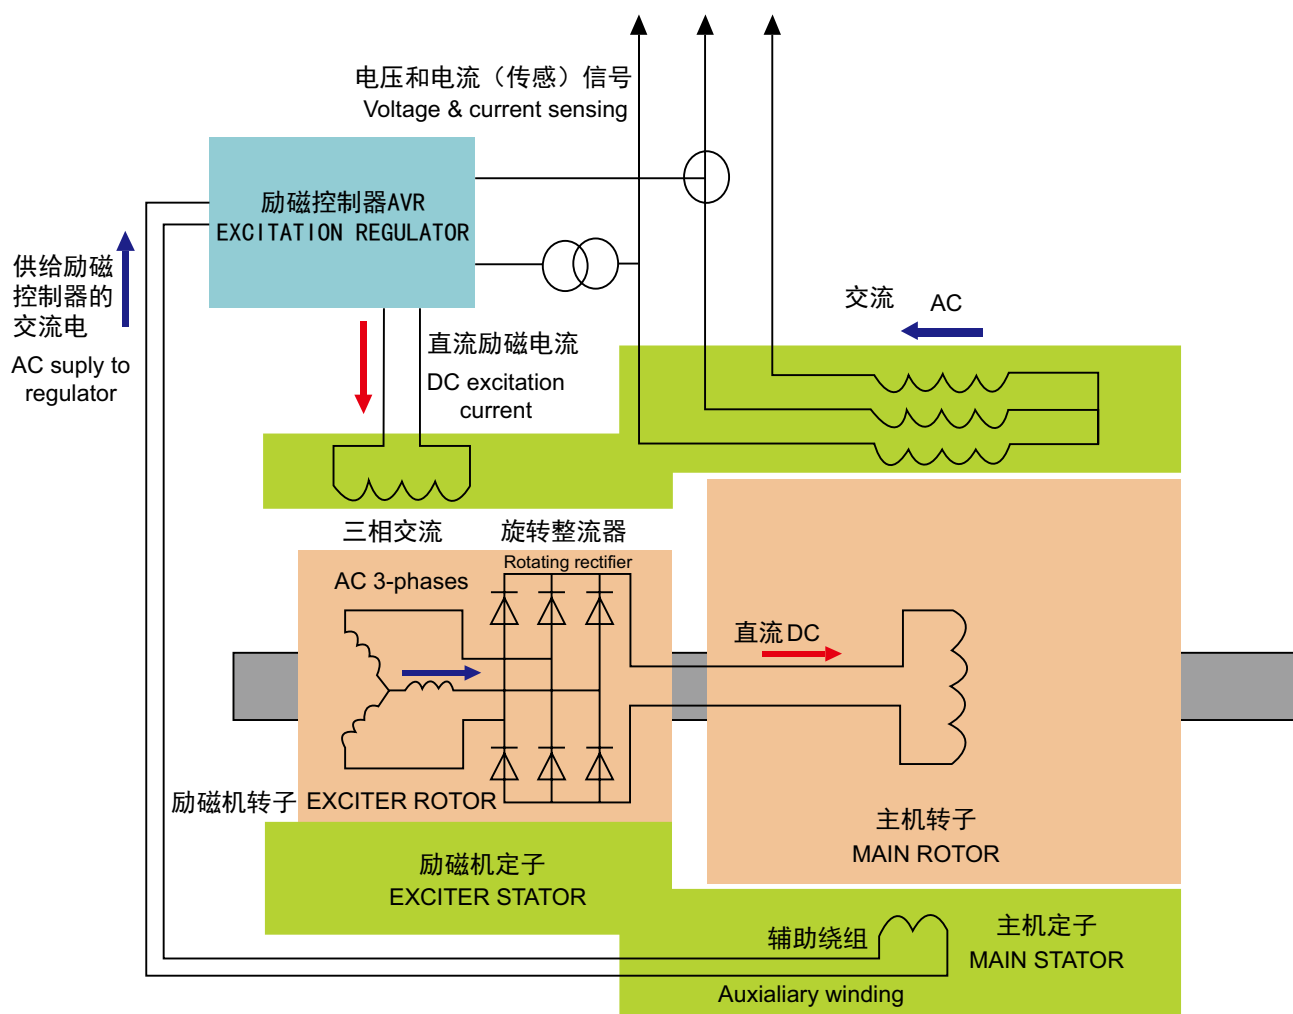 电压和电流（传感）信号
Voltage & current sensing
励磁控制器AVR
EXCITATION REGULATOR
供给励磁
控制器的
交流电
AC suply to
regulator
交流 AC
直流励磁电流
DC excitation
current
三相交流
AC 3-phases
旋转整流器
Rotating rectifier
直流 DC
励磁机转子 EXCITER ROTOR
主机转子
MAIN ROTOR
励磁机定子
EXCITER STATOR
辅助绕组
Auxialiary winding
主机定子
MAIN STATOR